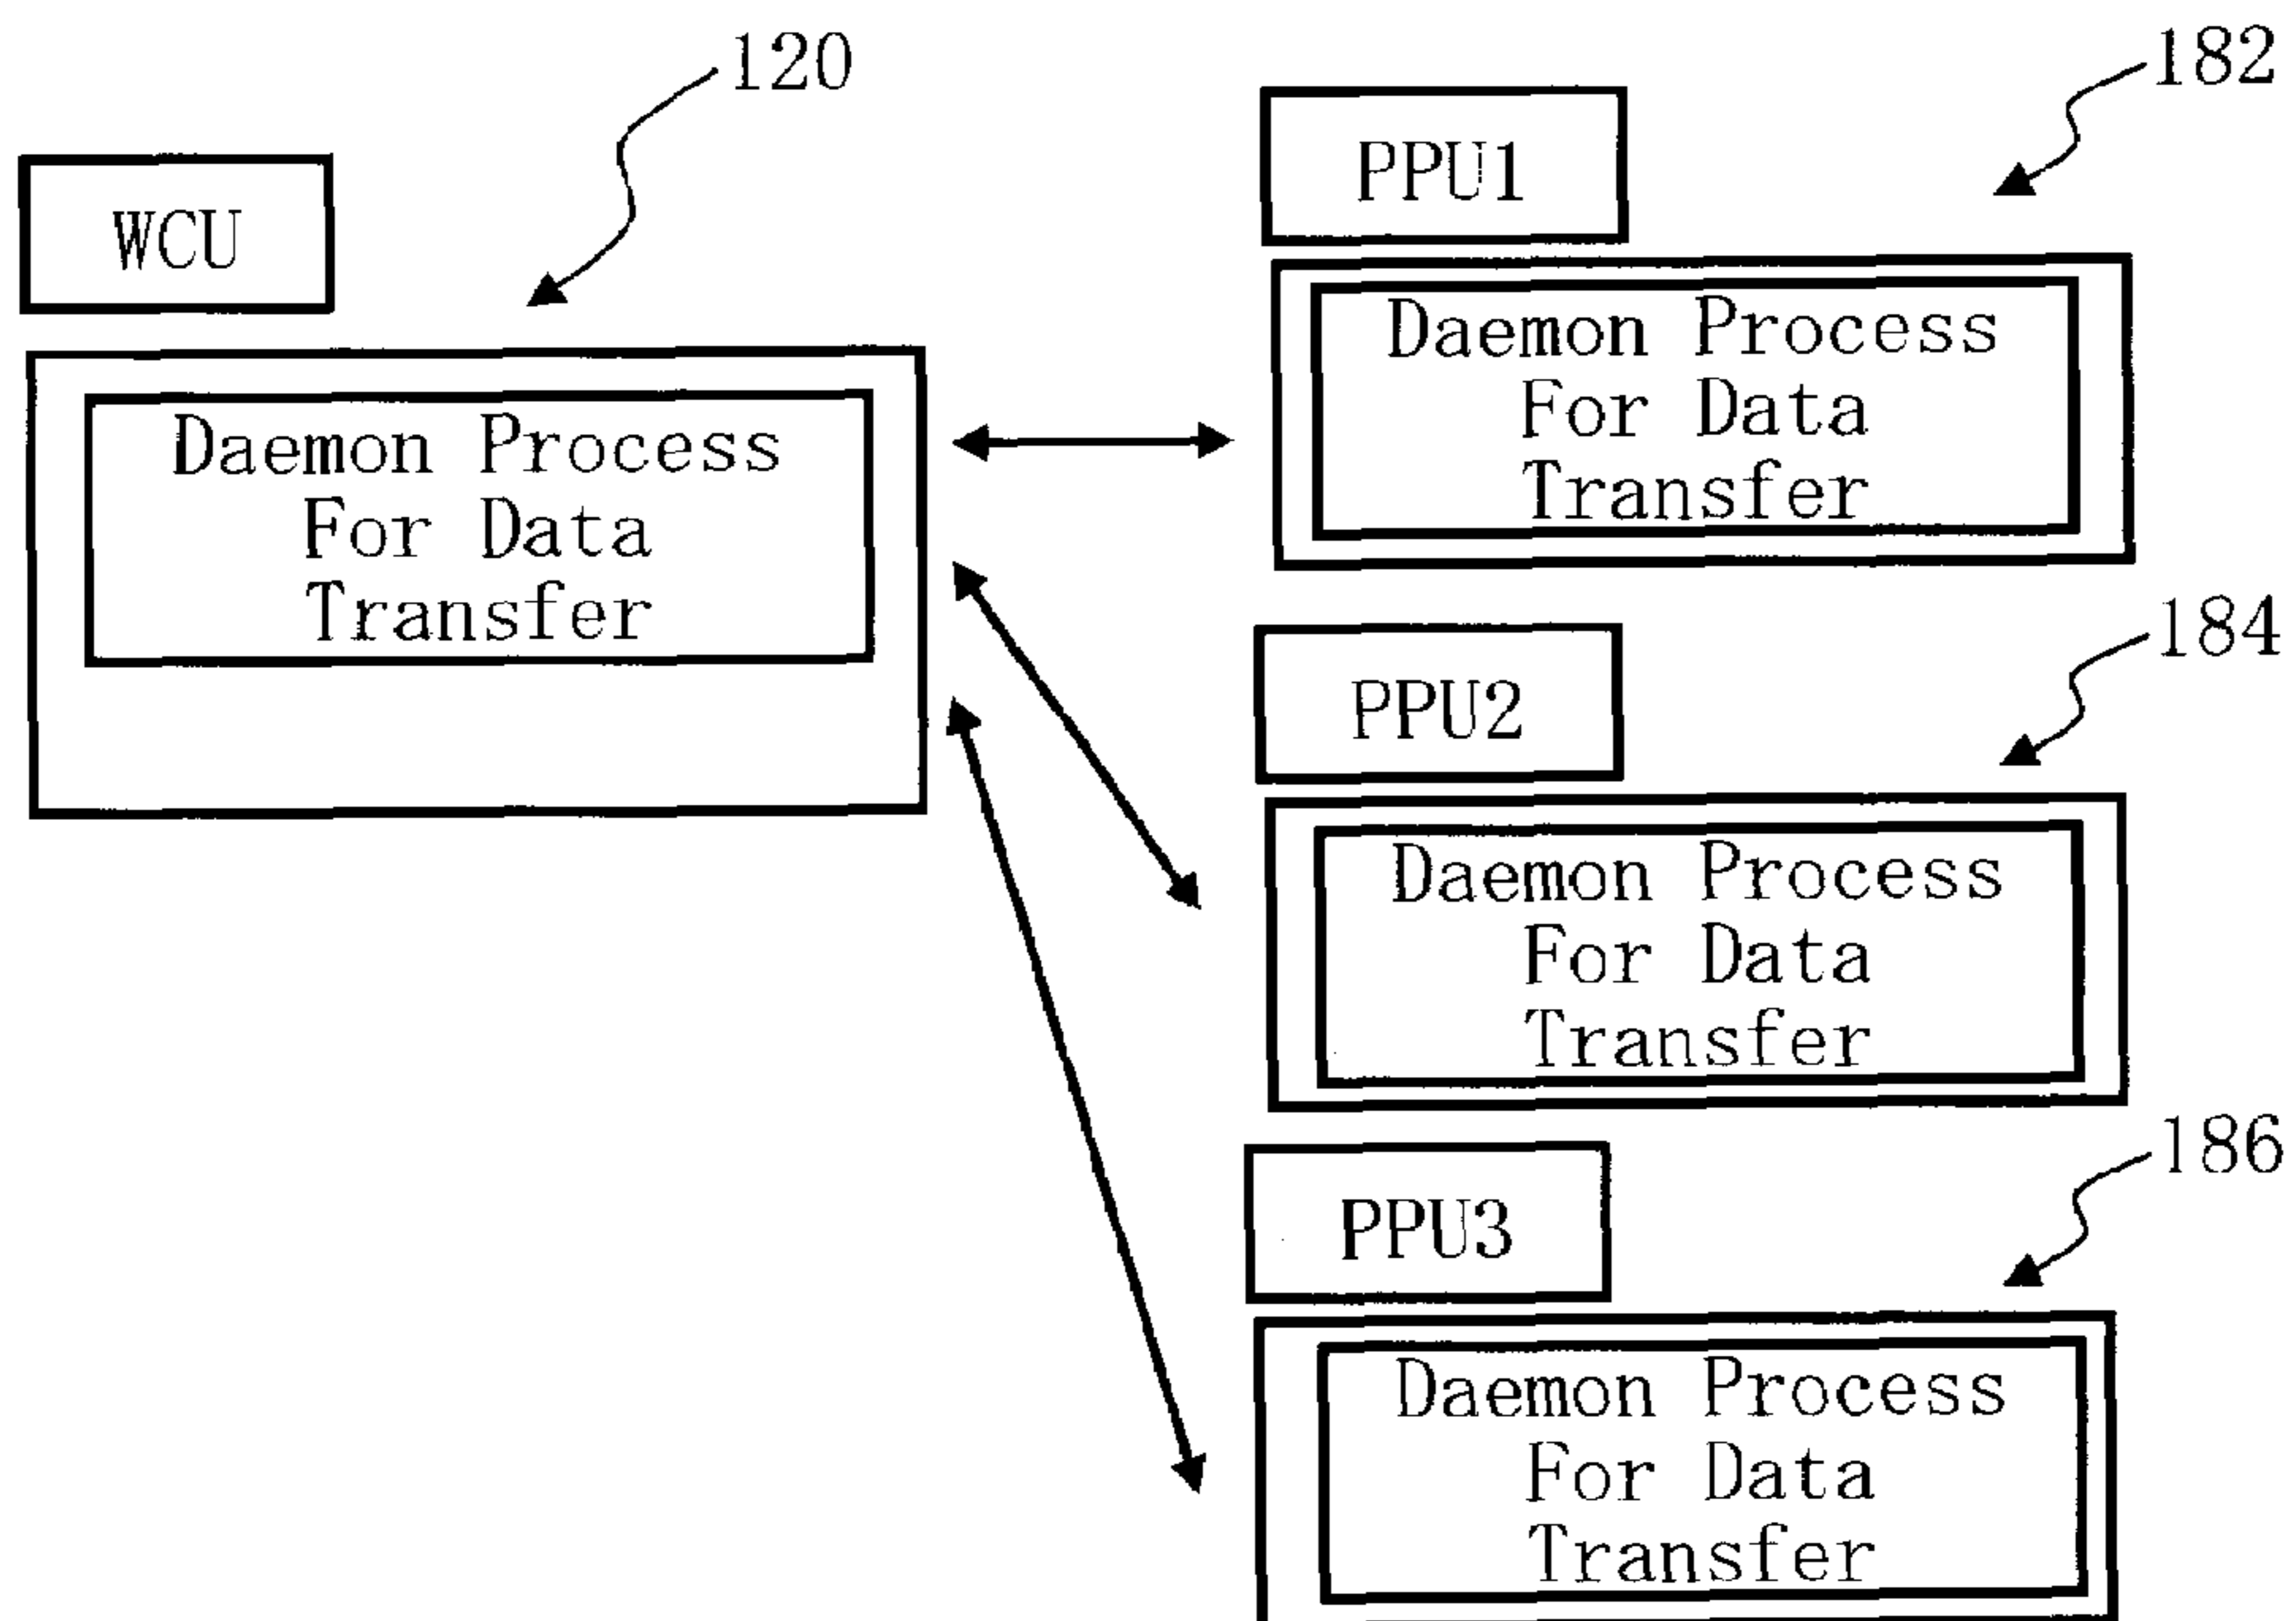 120
WCU
Daemon Process
For Data
Transfer
182
PPU1
Daemon Process
For Data
Transfer
184
PPU2
Daemon Process
For Data
Transfer
186
PPU3
Daemon Process
For Data
Transfer